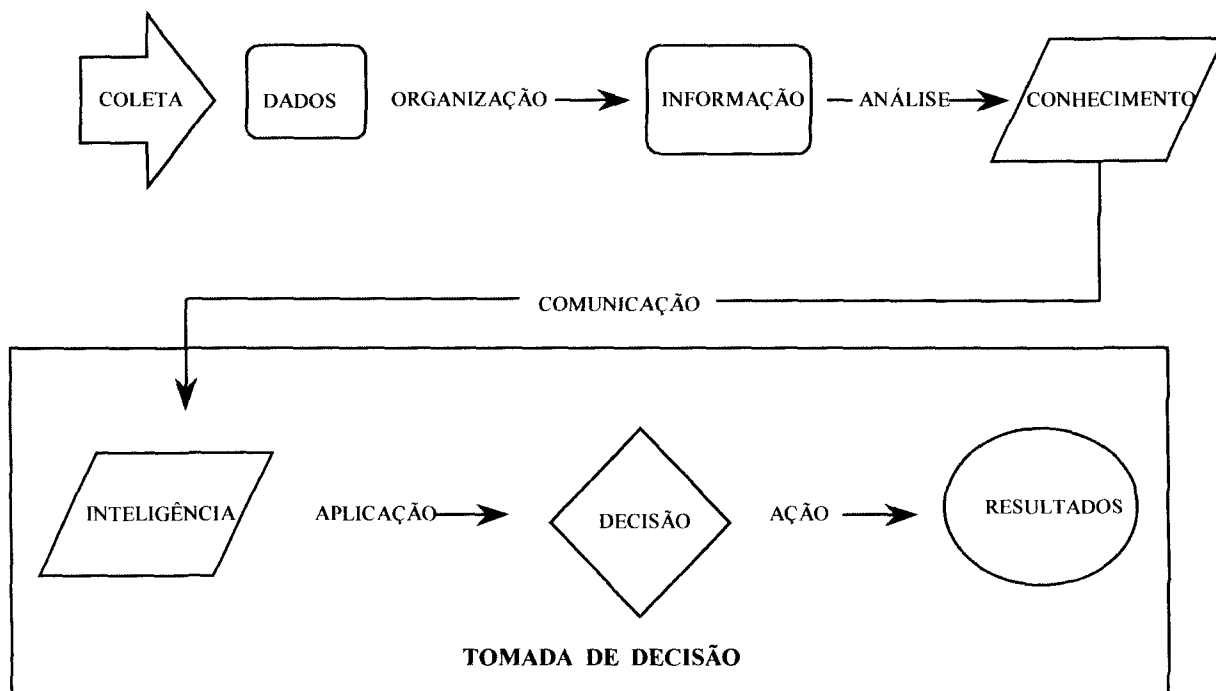 COLETA
DADOS
ORGANIZAÇÃO
INFORMAÇÃO
ANÁLISE
CONHECIMENTO
COMUNICAÇÃO
INTELIGÊNCIA
APLICAÇÃO
DECISÃO
AÇÃO
RESULTADOS
TOMADA DE DECISÃO